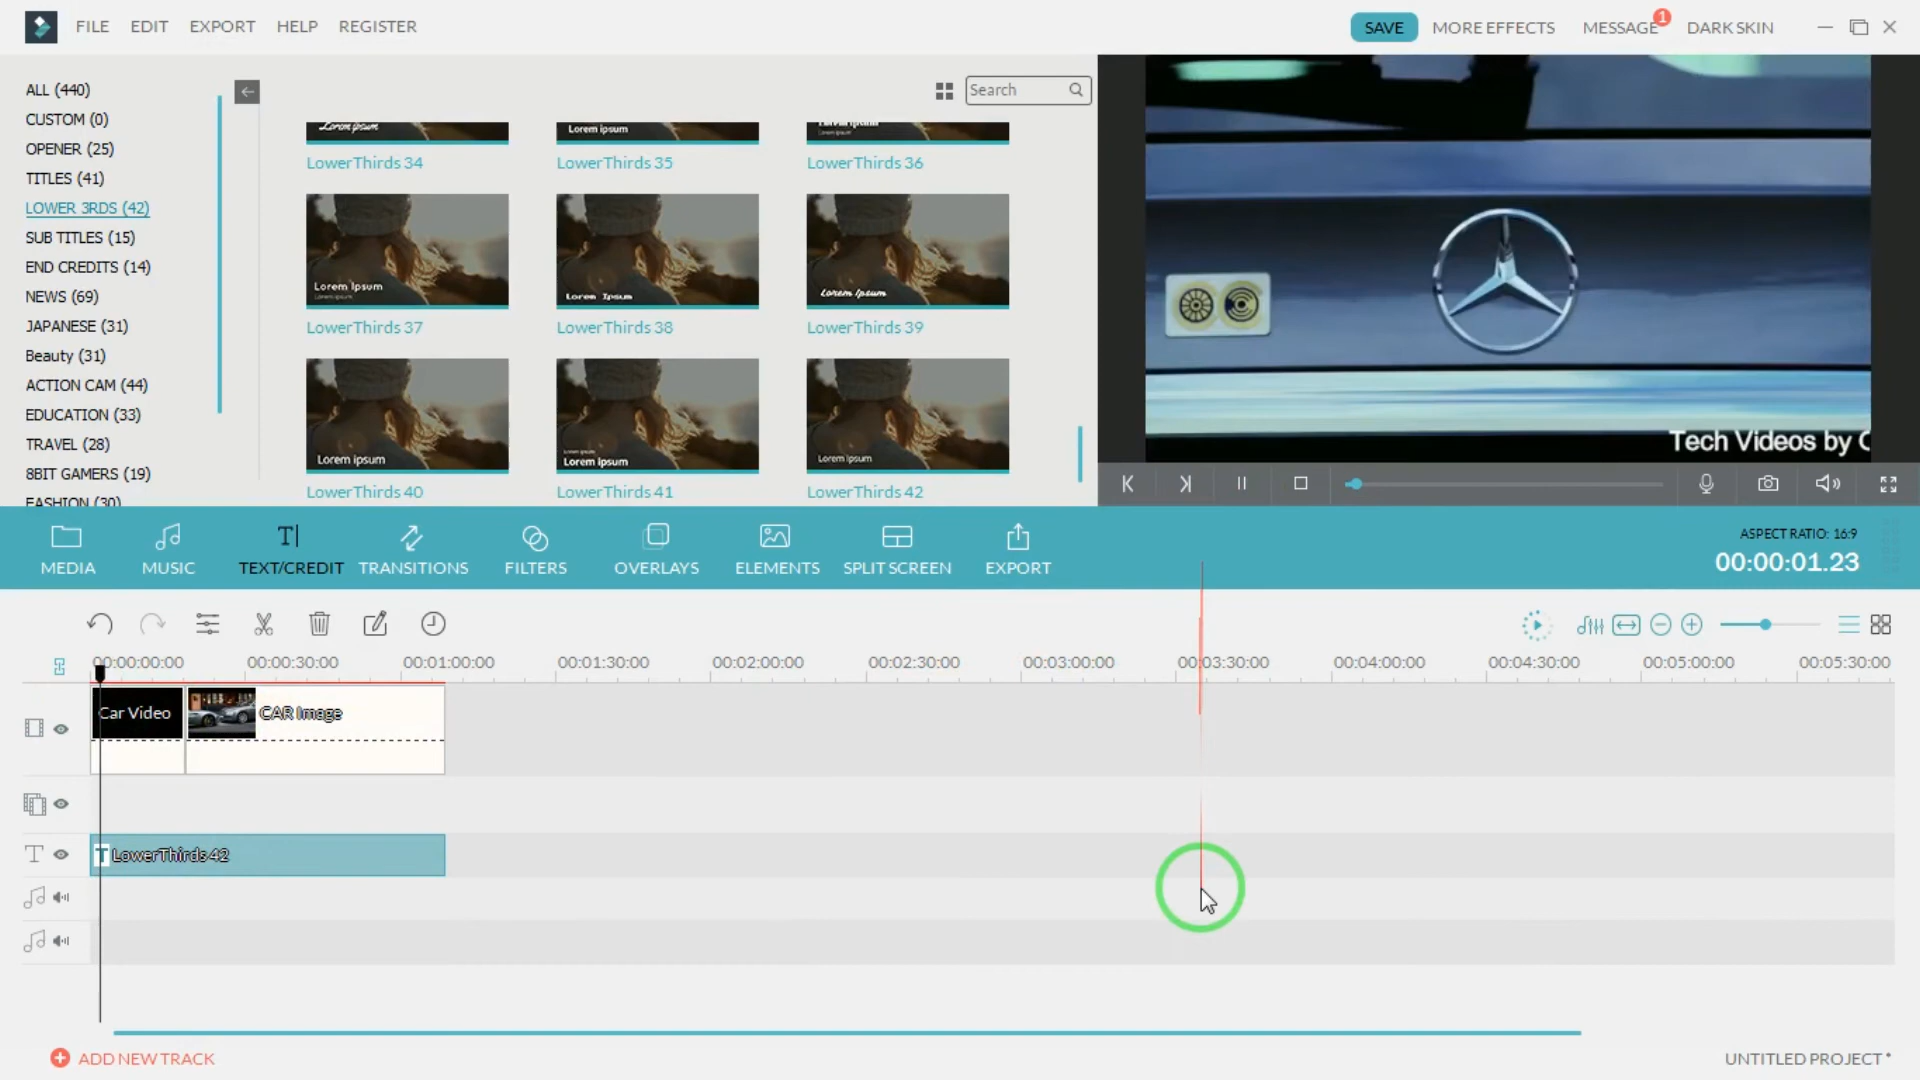 FILE EDIT EXPORT HELP REGISTER
SAVE MORE EFFECTS MESSAGE 1 DARK SKIN
ALL (440)
CUSTOM (0)
OPENER (25)
TITLES (41)
LOWER 3RDS (42)
SUB TITLES (15)
END CREDITS (14)
NEWS (69)
JAPANESE (31)
Beauty (31)
ACTION CAM (44)
EDUCATION (33)
TRAVEL (28)
8BIT GAMERS (19)
FASHION (30)
Search
Lorem ipsum
Lorem ipsum
LowerThirds 34
LowerThirds 35
LowerThirds 36
Lorem Ipsum
Lorem Ipsum
Lorem Ipsum
LowerThirds 37
LowerThirds 38
LowerThirds 39
Lorem ipsum
Lorem ipsum
Lorem ipsum
LowerThirds 40
LowerThirds 41
LowerThirds 42
Tech Videos by
MEDIA
MUSIC
TEXT/CREDIT
TRANSITIONS
FILTERS
OVERLAYS
ELEMENTS
SPLIT SCREEN
EXPORT
ASPECT RATIO: 16:9
00:00:01.23
00:00:00:00 00:00:30:00 00:01:00:00 00:01:30:00 00:02:00:00 00:02:30:00 00:03:00:00 00:03:30:00 00:04:00:00 00:04:30:00 00:05:00:00 00:05:30:00
Car Video
CAR Image
T LowerThirds 42
ADD NEW TRACK
UNTITLED PROJECT *